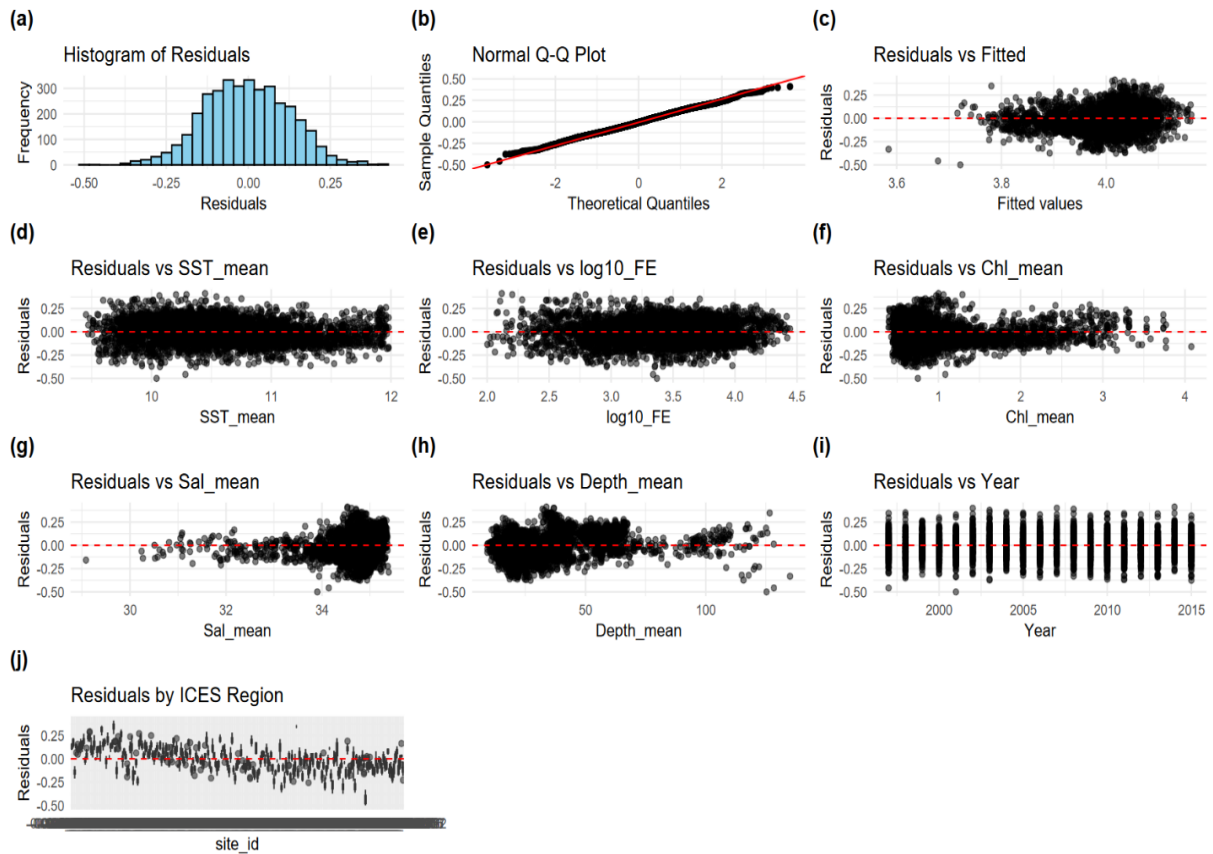 (a)
Histogram of Residuals
Frequency
300
200
100
0
-0.50
-0.25
0.00
0.25
Residuals
(b)
Normal Q-Q Plot
Sample Quantiles
0.50
0.25
0.00
-0.25
-0.50
-2
0
2
Theoretical Quantiles
(c)
Residuals vs Fitted
Residuals
0.25
0.00
-0.25
-0.50
3.6
3.8
4.0
Fitted values
(d)
Residuals vs SST_mean
Residuals
0.25
0.00
-0.25
-0.50
10
11
12
SST_mean
(e)
Residuals vs log10_FE
Residuals
0.25
0.00
-0.25
-0.50
2.0
2.5
3.0
3.5
4.0
4.5
log10_FE
(f)
Residuals vs Chl_mean
Residuals
0.25
0.00
-0.25
-0.50
1
2
3
4
Chl_mean
(g)
Residuals vs Sal_mean
Residuals
0.25
0.00
-0.25
-0.50
30
32
34
Sal_mean
(h)
Residuals vs Depth_mean
Residuals
0.25
0.00
-0.25
-0.50
50
100
Depth_mean
(i)
Residuals vs Year
Residuals
0.25
0.00
-0.25
-0.50
2000
2005
2010
2015
Year
(j)
Residuals by ICES Region
Residuals
0.25
0.00
-0.25
-0.50
site_id